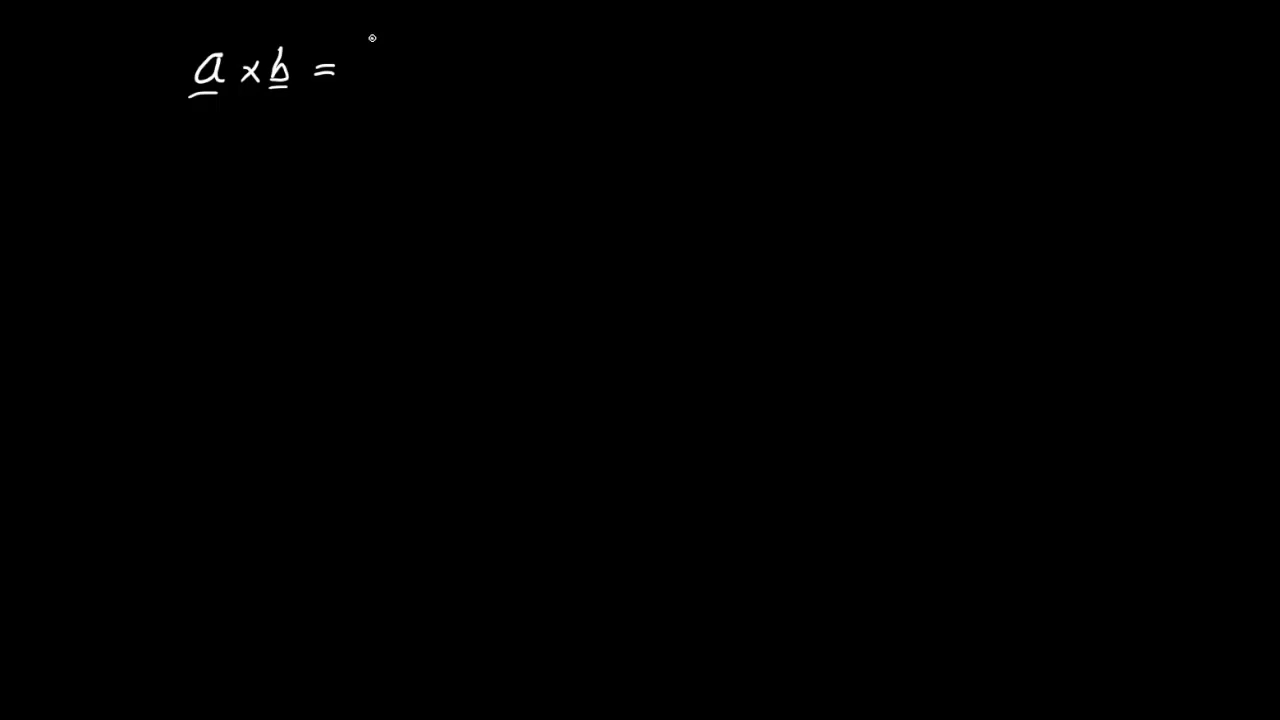 a × b =